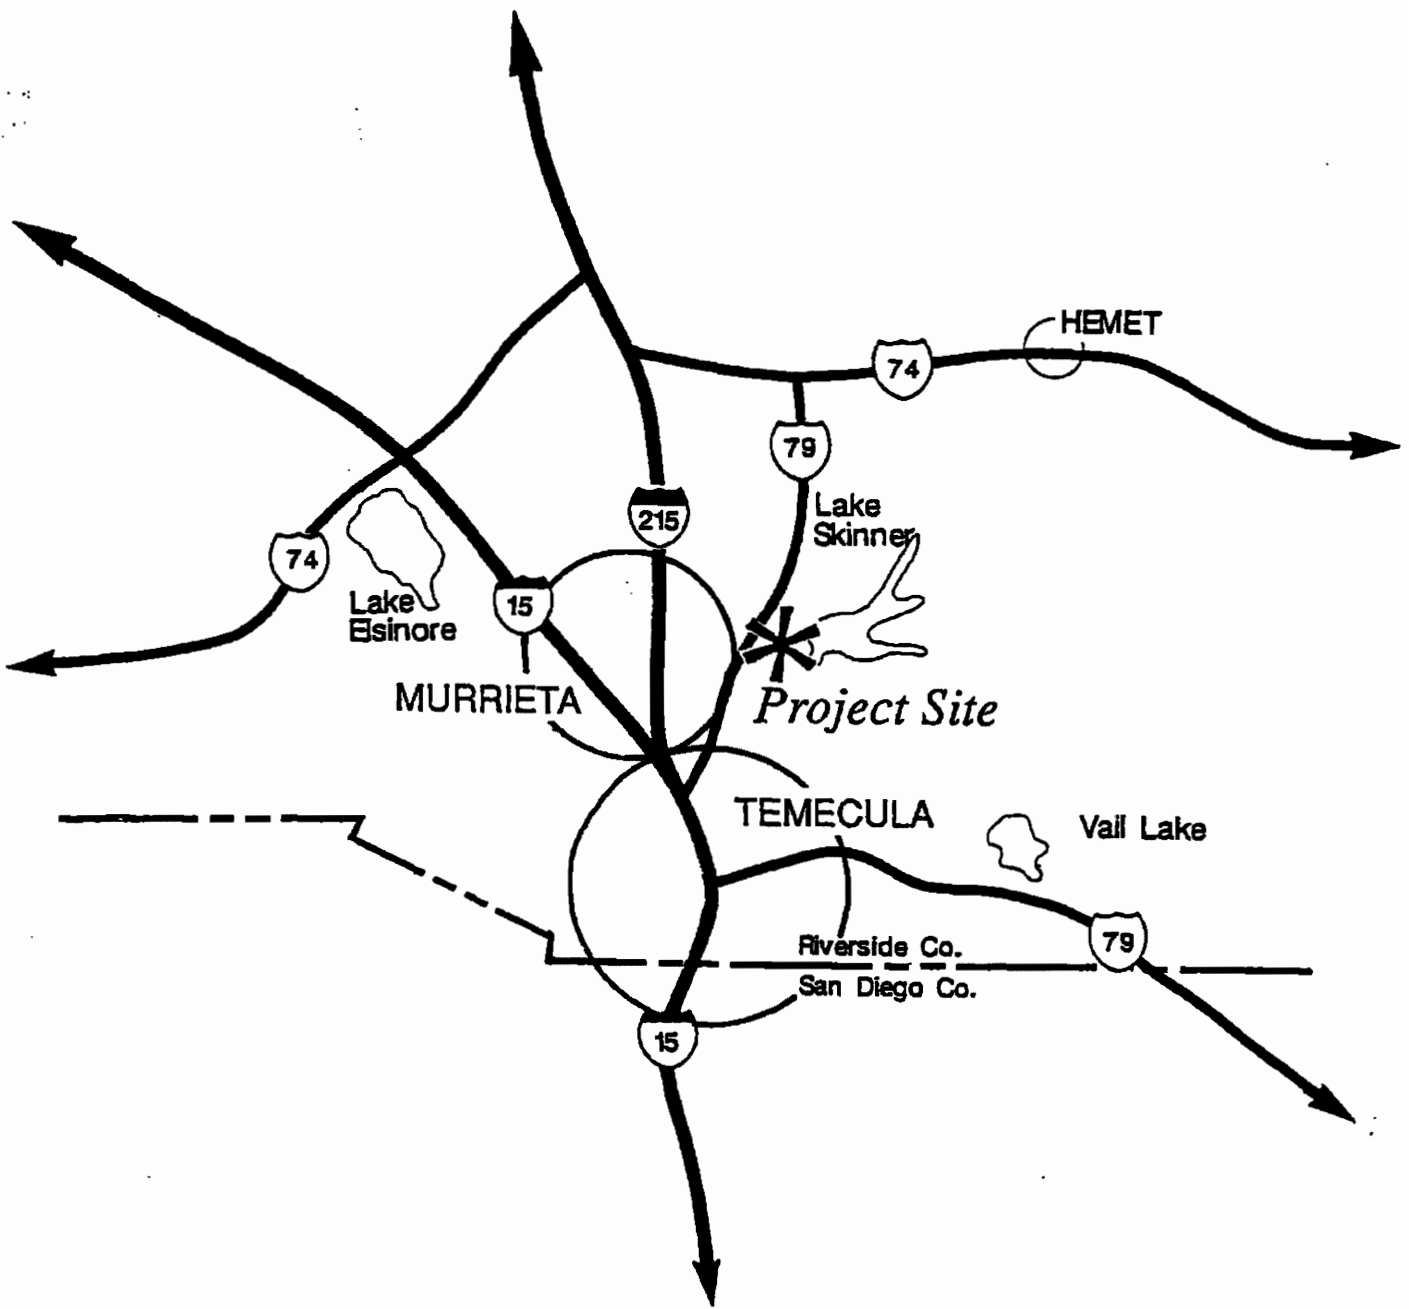 HEMET
74
79
Lake
Skinner
215
74
15
Lake
Elsinore
MURRIETA
Project Site
TEMECULA
Vail Lake
79
Riverside Co.
San Diego Co.
15